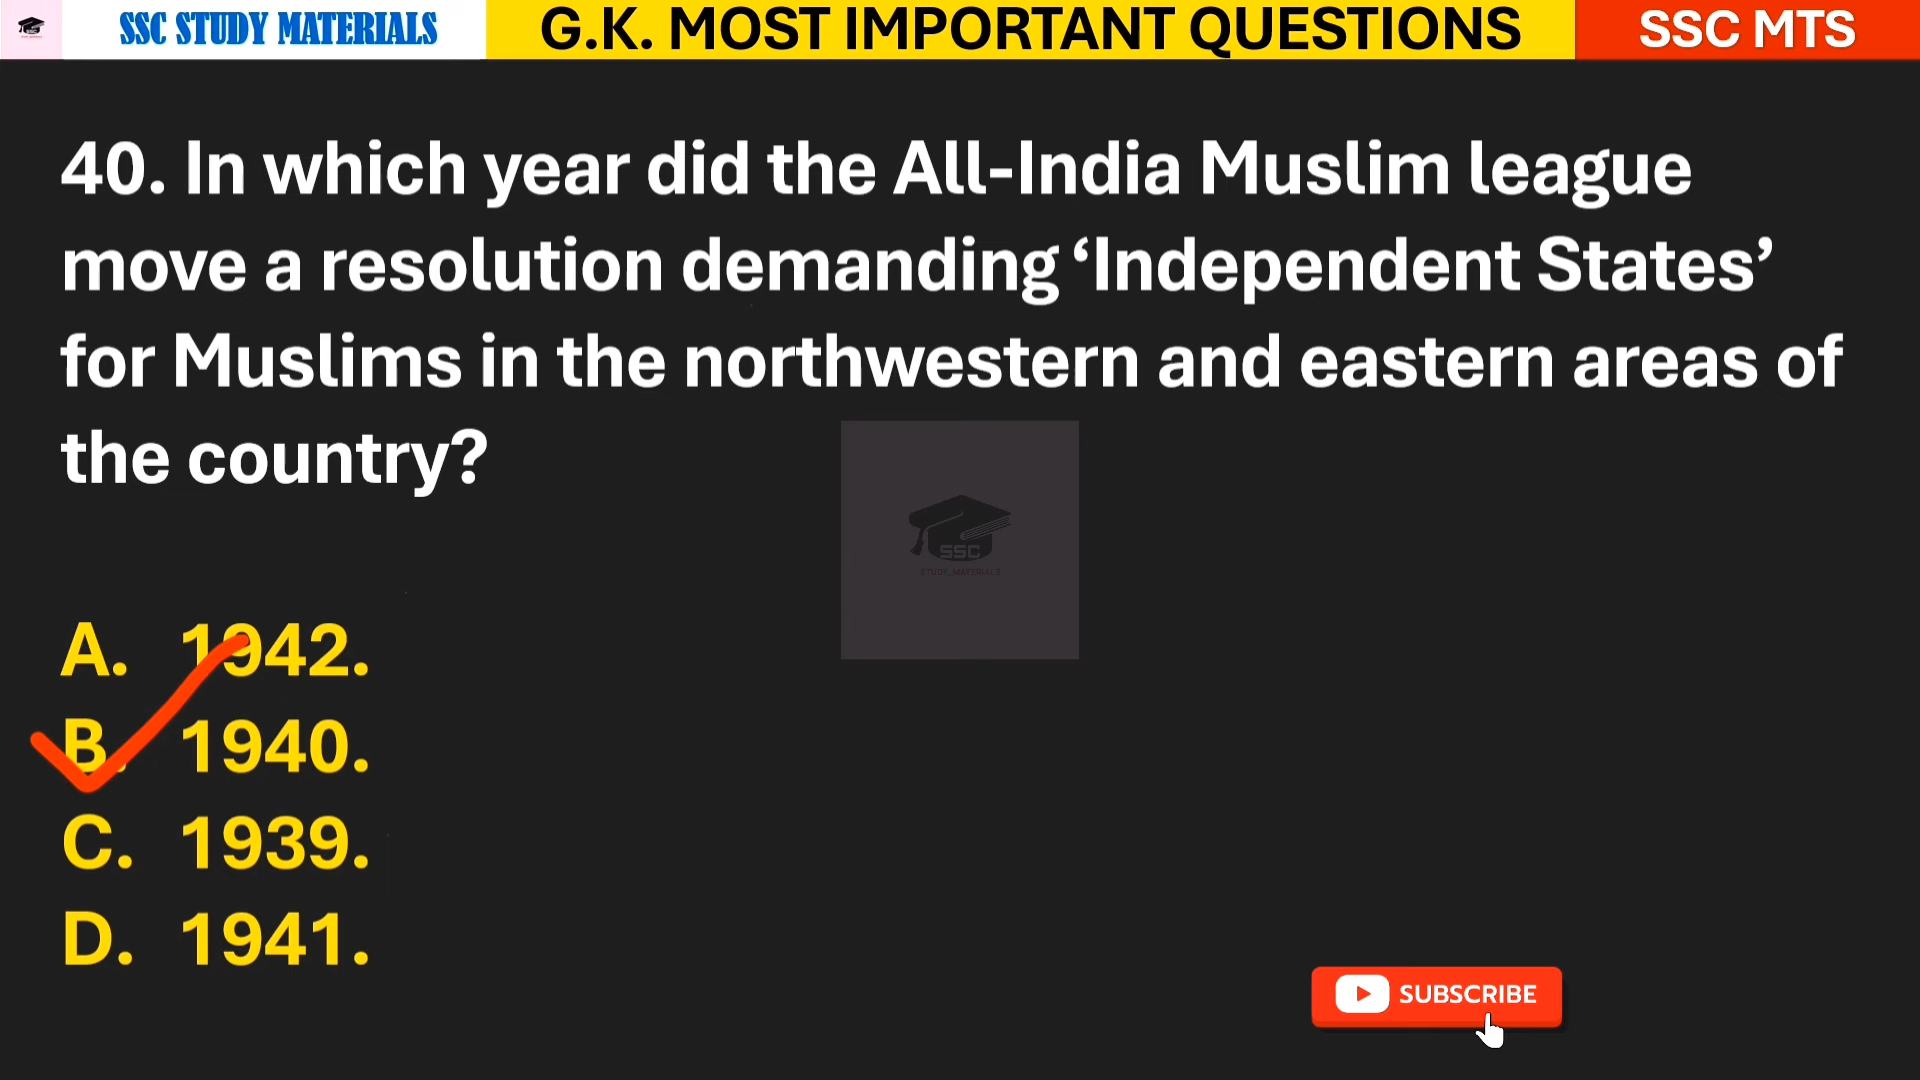 SSC STUDY MATERIALS
G.K. MOST IMPORTANT QUESTIONS
SSC MTS
40. In which year did the All-India Muslim league
move a resolution demanding ‘Independent States’
for Muslims in the northwestern and eastern areas of
the country?
SSC
STUDY_MATERIALS
A. 1942.
B. 1940.
C. 1939.
D. 1941.
SUBSCRIBE